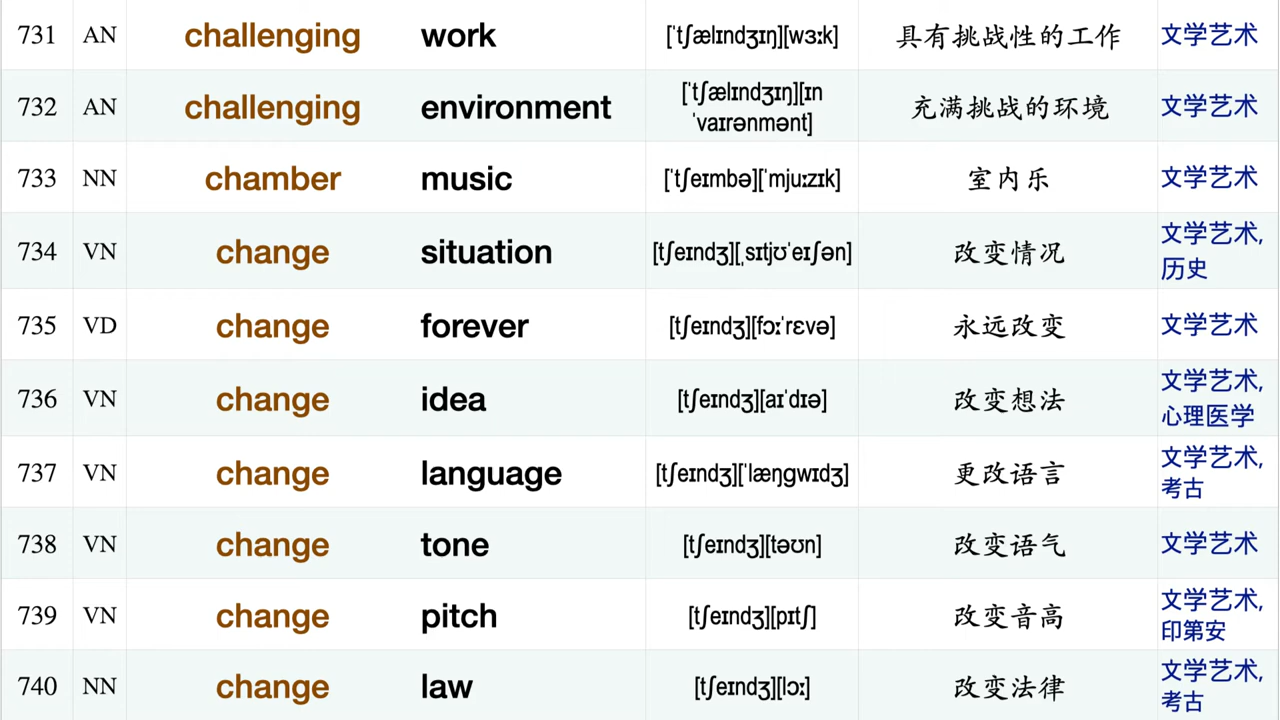 731 AN challenging work [ˈtʃælɪndʒɪŋ][wɜːk] 具有挑战性的工作 文学艺术
732 AN challenging environment [ˈtʃælɪndʒɪŋ][ɪn ˈvaɪrənmənt] 充满挑战的环境 文学艺术
733 NN chamber music [ˈtʃeɪmbə][ˈmjuːzɪk] 室内乐 文学艺术
734 VN change situation [tʃeɪndʒ][ˌsɪtjʊˈeɪʃən] 改变情况 文学艺术, 历史
735 VD change forever [tʃeɪndʒ][fɔːˈrɛvə] 永远改变 文学艺术
736 VN change idea [tʃeɪndʒ][aɪˈdɪə] 改变想法 文学艺术, 心理医学
737 VN change language [tʃeɪndʒ][ˈlæŋgwɪdʒ] 更改语言 文学艺术, 考古
738 VN change tone [tʃeɪndʒ][təʊn] 改变语气 文学艺术
739 VN change pitch [tʃeɪndʒ][pɪtʃ] 改变音高 文学艺术, 印第安
740 NN change law [tʃeɪndʒ][lɔː] 改变法律 文学艺术, 考古